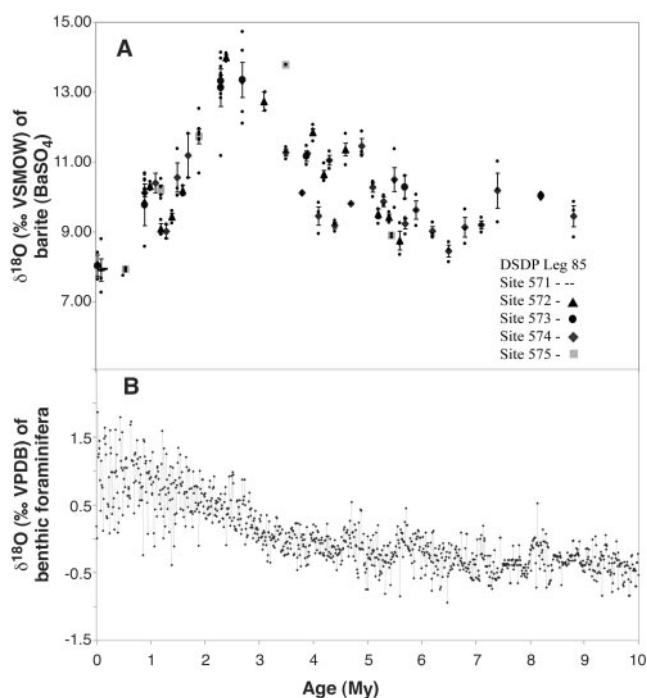 A
15.00
13.00
11.00
9.00
7.00
δ18O (‰ VSMOW) of
barite (BaSO4)
DSDP Leg 85
Site 571 - --
Site 572 - ▲
Site 573 - ●
Site 574 - ◆
Site 575 - ■
B
1.5
0.5
-0.5
-1.5
δ18O (‰ VPDB) of
benthic foraminifera
0 1 2 3 4 5 6 7 8 9 10
Age (My)